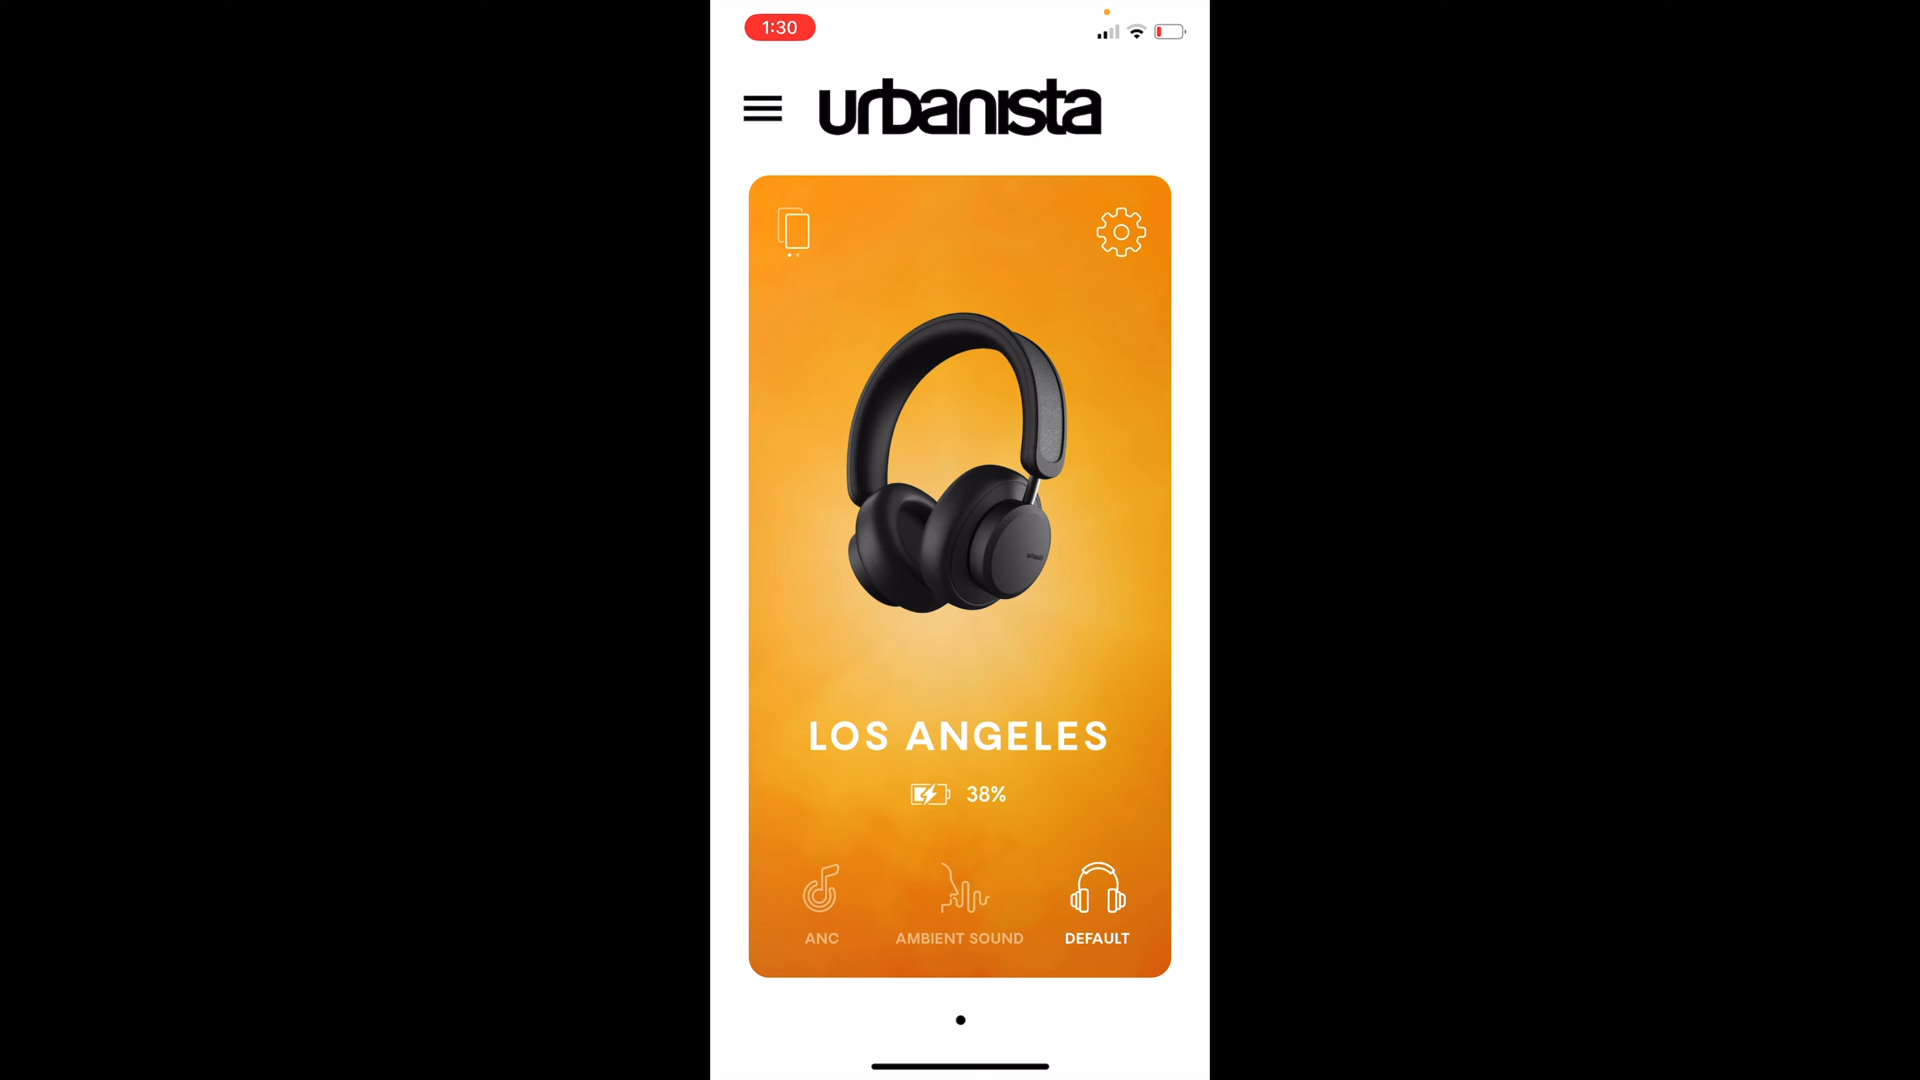 1:30
urbanista
LOS ANGELES
38%
ANC
AMBIENT SOUND
DEFAULT